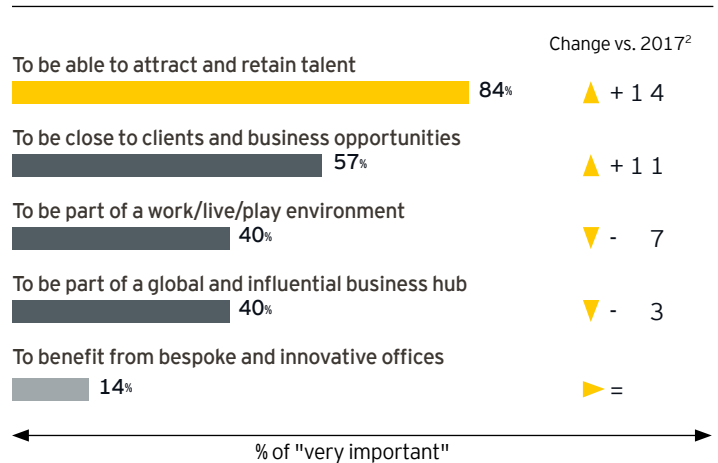 Change vs. 2017²
To be able to attract and retain talent
84% + 1 4
To be close to clients and business opportunities
57% + 1 1
To be part of a work/live/play environment
40% - 7
To be part of a global and influential business hub
40% - 3
To benefit from bespoke and innovative offices
14% =
% of "very important"